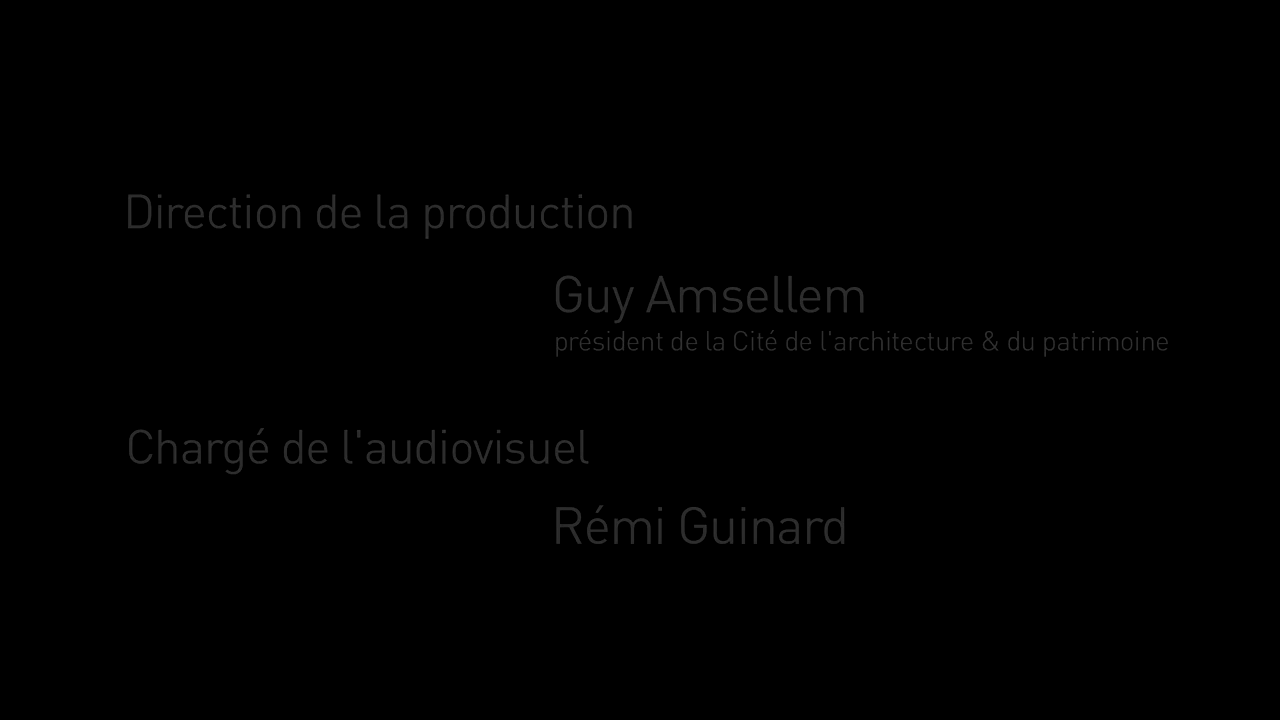 Direction de la production
Guy Amsellem
président de la Cité de l'architecture & du patrimoine
Chargé de l'audiovisuel
Rémi Guinard